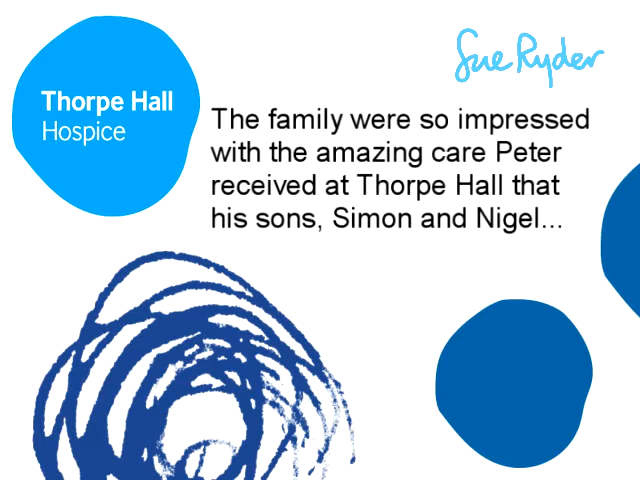 Sue Ryder
Thorpe Hall
Hospice
The family were so impressed
with the amazing care Peter
received at Thorpe Hall that
his sons, Simon and Nigel...